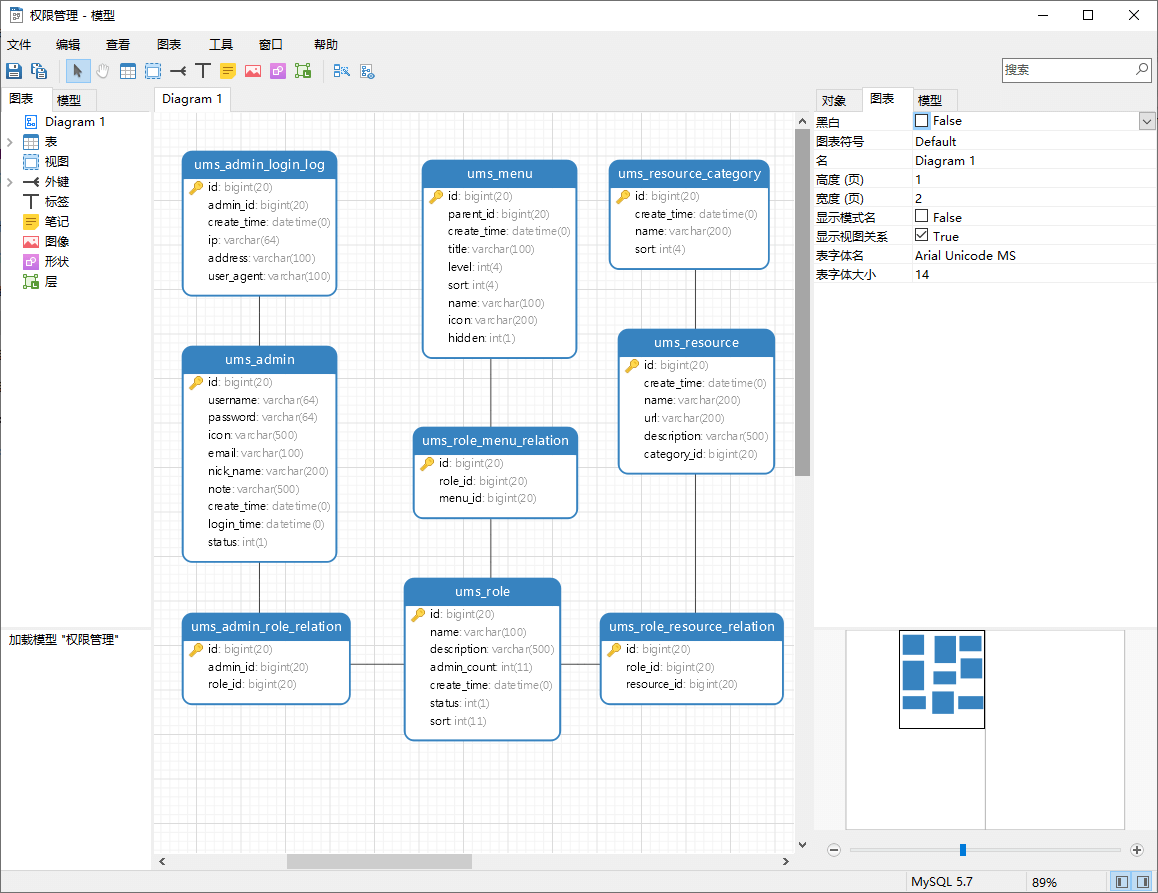 权限管理 - 模型
文件 编辑 查看 图表 工具 窗口 帮助
搜索
图表 模型
Diagram 1
表
视图
外键
标签
笔记
图像
形状
层
加载模型 "权限管理"
Diagram 1
ums_admin_login_log
id: bigint(20)
admin_id: bigint(20)
create_time: datetime(0)
ip: varchar(64)
address: varchar(100)
user_agent: varchar(100)
ums_menu
id: bigint(20)
parent_id: bigint(20)
create_time: datetime(0)
title: varchar(100)
level: int(4)
sort: int(4)
name: varchar(100)
icon: varchar(200)
hidden: int(1)
ums_resource_category
id: bigint(20)
create_time: datetime(0)
name: varchar(200)
sort: int(4)
ums_admin
id: bigint(20)
username: varchar(64)
password: varchar(64)
icon: varchar(500)
email: varchar(100)
nick_name: varchar(200)
note: varchar(500)
create_time: datetime(0)
login_time: datetime(0)
status: int(1)
ums_role_menu_relation
id: bigint(20)
role_id: bigint(20)
menu_id: bigint(20)
ums_resource
id: bigint(20)
create_time: datetime(0)
name: varchar(200)
url: varchar(200)
description: varchar(500)
category_id: bigint(20)
ums_admin_role_relation
id: bigint(20)
admin_id: bigint(20)
role_id: bigint(20)
ums_role
id: bigint(20)
name: varchar(100)
description: varchar(500)
admin_count: int(11)
create_time: datetime(0)
status: int(1)
sort: int(11)
ums_role_resource_relation
id: bigint(20)
role_id: bigint(20)
resource_id: bigint(20)
对象 图表 模型
黑白 False
图表符号 Default
名 Diagram 1
高度 (页) 1
宽度 (页) 2
显示模式名 False
显示视图关系 True
表字体名 Arial Unicode MS
表字体大小 14
MySQL 5.7 89%